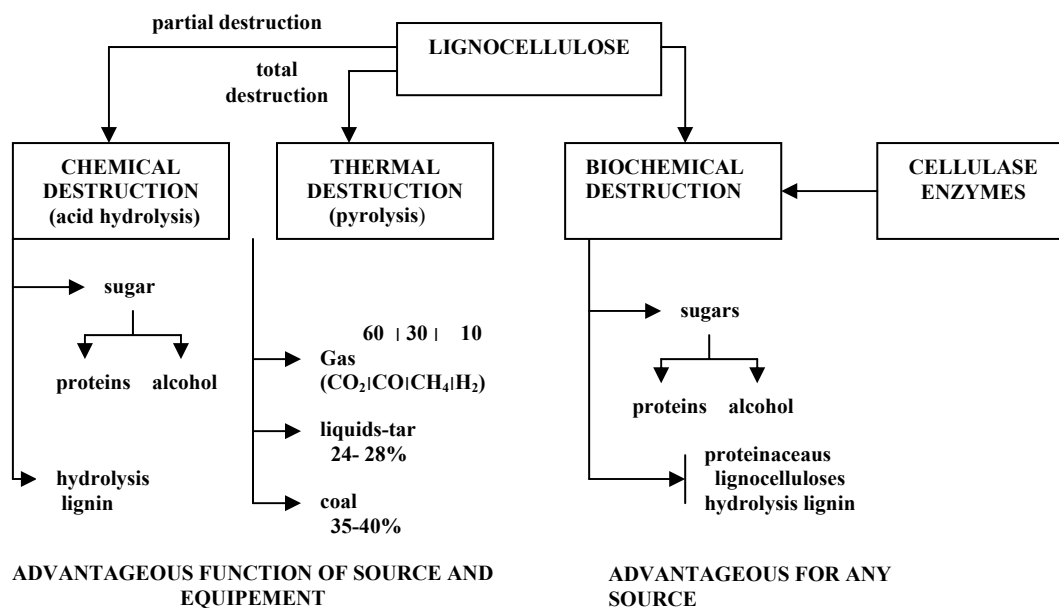 partial destruction
LIGNOCELLULOSE
total
destruction
CHEMICAL
DESTRUCTION
(acid hydrolysis)
THERMAL
DESTRUCTION
(pyrolysis)
BIOCHEMICAL
DESTRUCTION
CELLULASE
ENZYMES
sugar
proteins alcohol
hydrolysis
lignin
60 | 30 | 10
Gas
(CO₂|CO|CH₄|H₂)
liquids-tar
24- 28%
coal
35-40%
sugars
proteins alcohol
proteinaceaus
lignocelluloses
hydrolysis lignin
ADVANTAGEOUS FUNCTION OF SOURCE AND
EQUIPEMENT
ADVANTAGEOUS FOR ANY
SOURCE